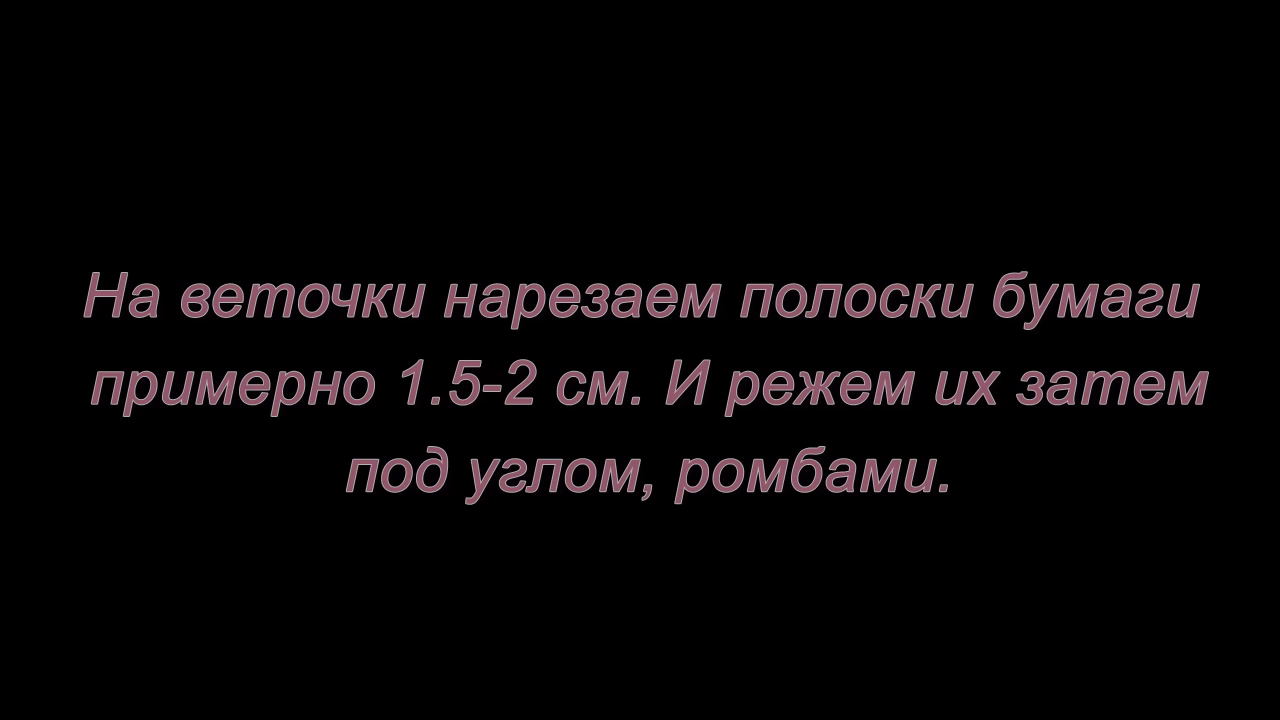 На веточки нарезаем полоски бумаги
примерно 1.5-2 см. И режем их затем
под углом, ромбами.